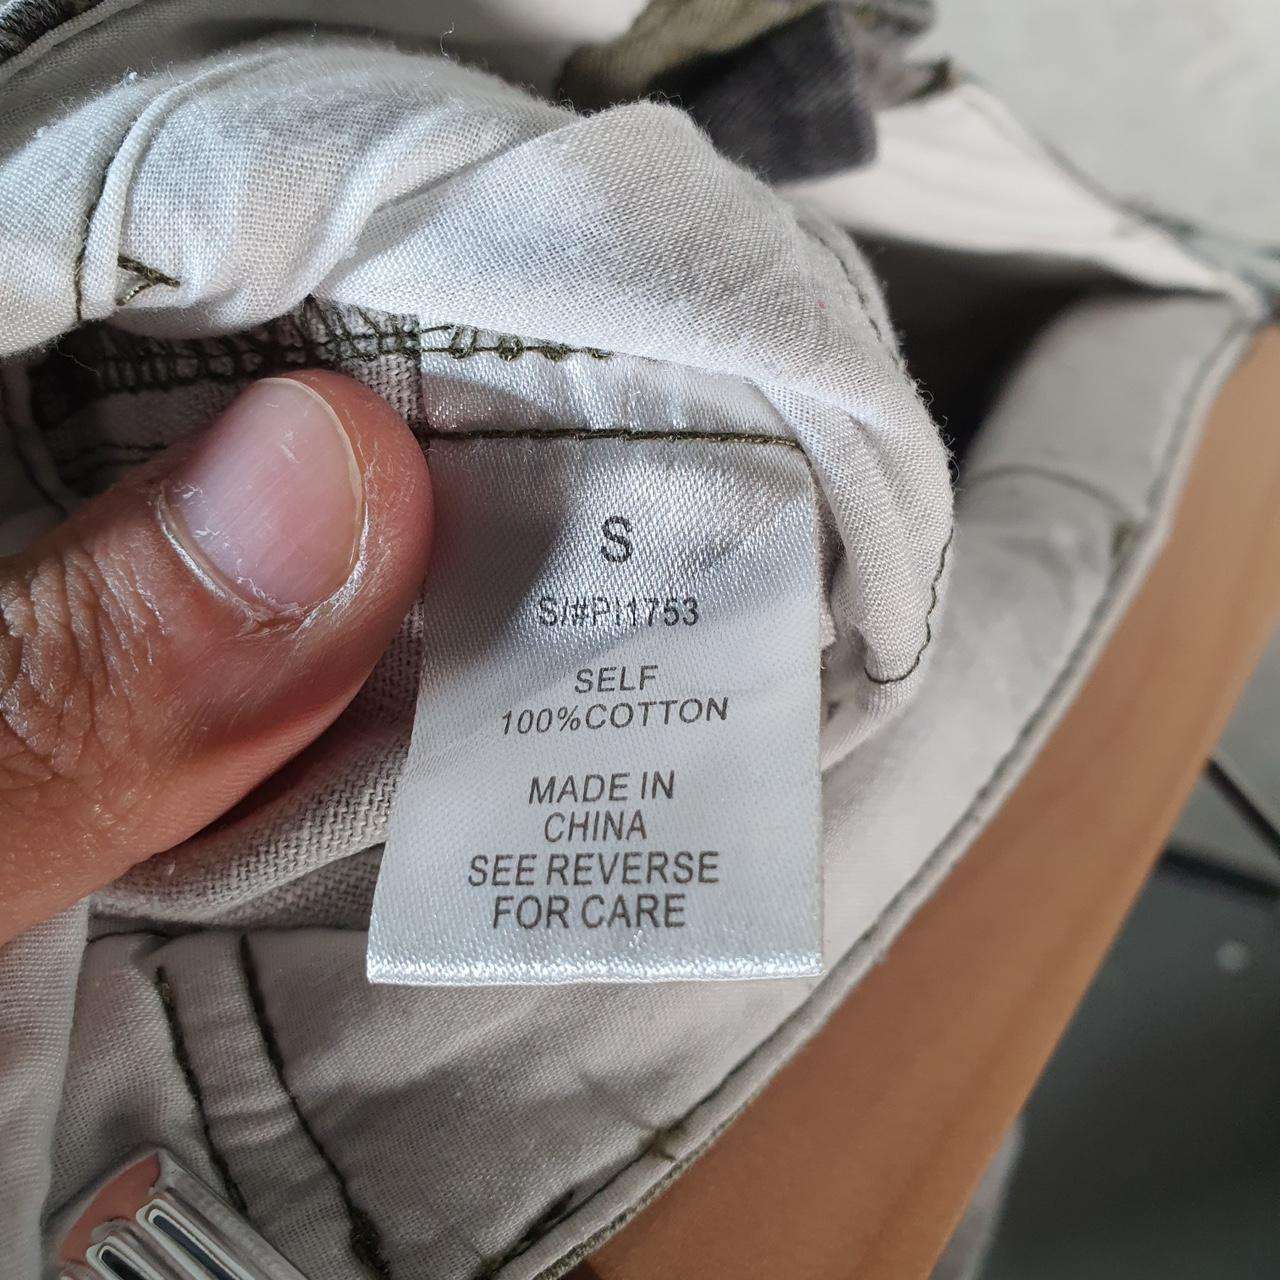 S
S/#PI1753
SELF
100%COTTON
MADE IN
CHINA
SEE REVERSE
FOR CARE